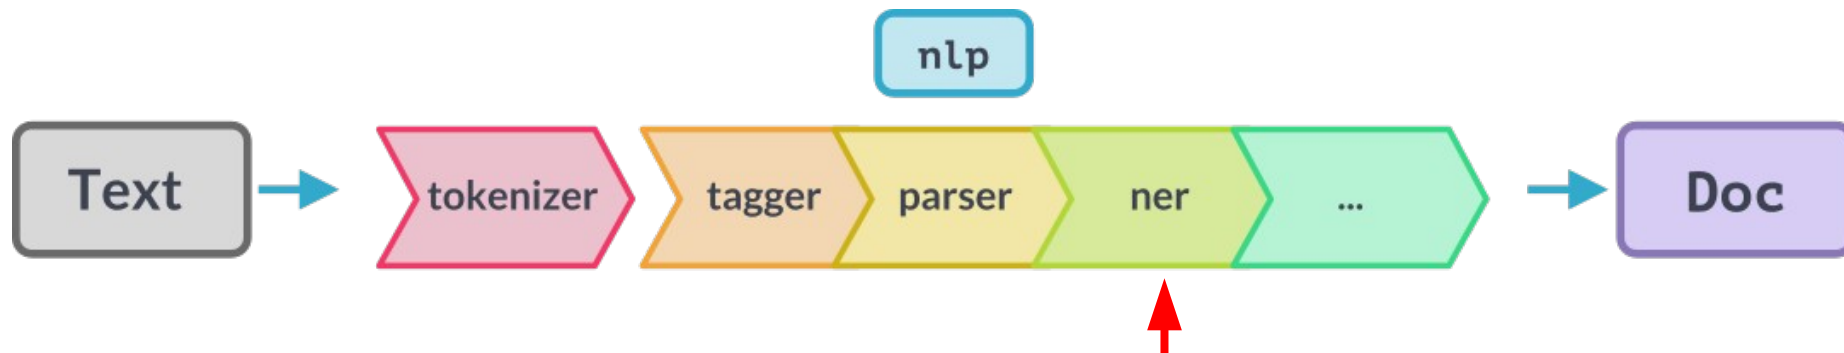 nlp
Text
tokenizer
tagger
parser
ner
...
Doc